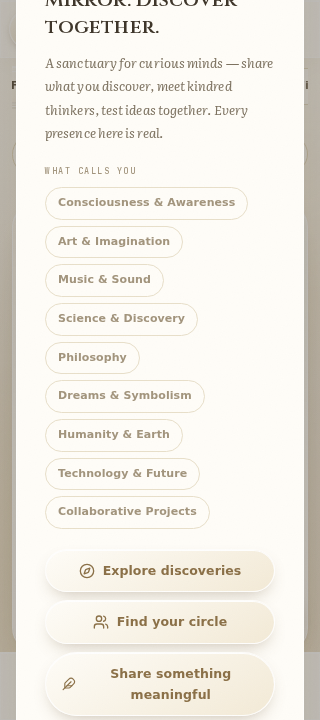 MIRROR. DISCOVER
TOGETHER.
A sanctuary for curious minds — share
what you discover, meet kindred
thinkers, test ideas together. Every
presence here is real.
WHAT CALLS YOU
Consciousness & Awareness
Art & Imagination
Music & Sound
Science & Discovery
Philosophy
Dreams & Symbolism
Humanity & Earth
Technology & Future
Collaborative Projects
Explore discoveries
Find your circle
Share something
meaningful